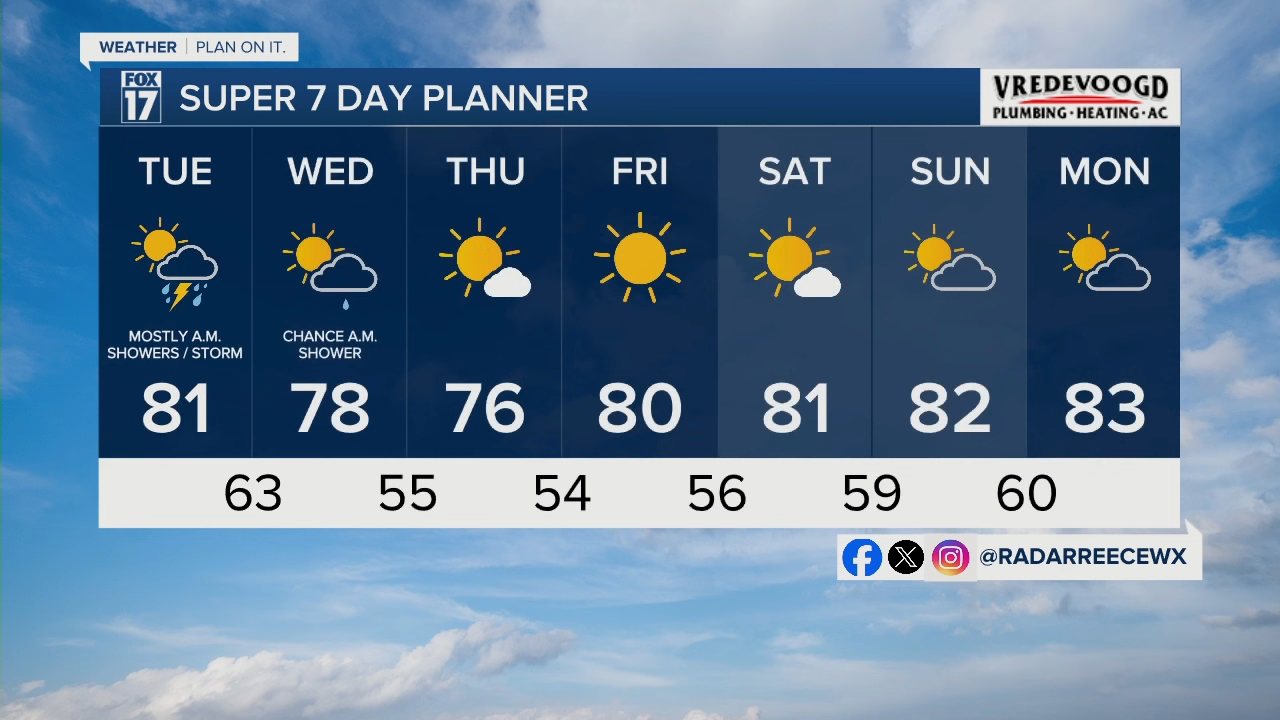 WEATHER | PLAN ON IT.
FOX 17 SUPER 7 DAY PLANNER
VREDEVOOGD
PLUMBING · HEATING · AC
TUE WED THU FRI SAT SUN MON
MOSTLY A.M. CHANCE A.M.
SHOWERS / STORM SHOWER
81 78 76 80 81 82 83
63 55 54 56 59 60
@RADARREECEWX